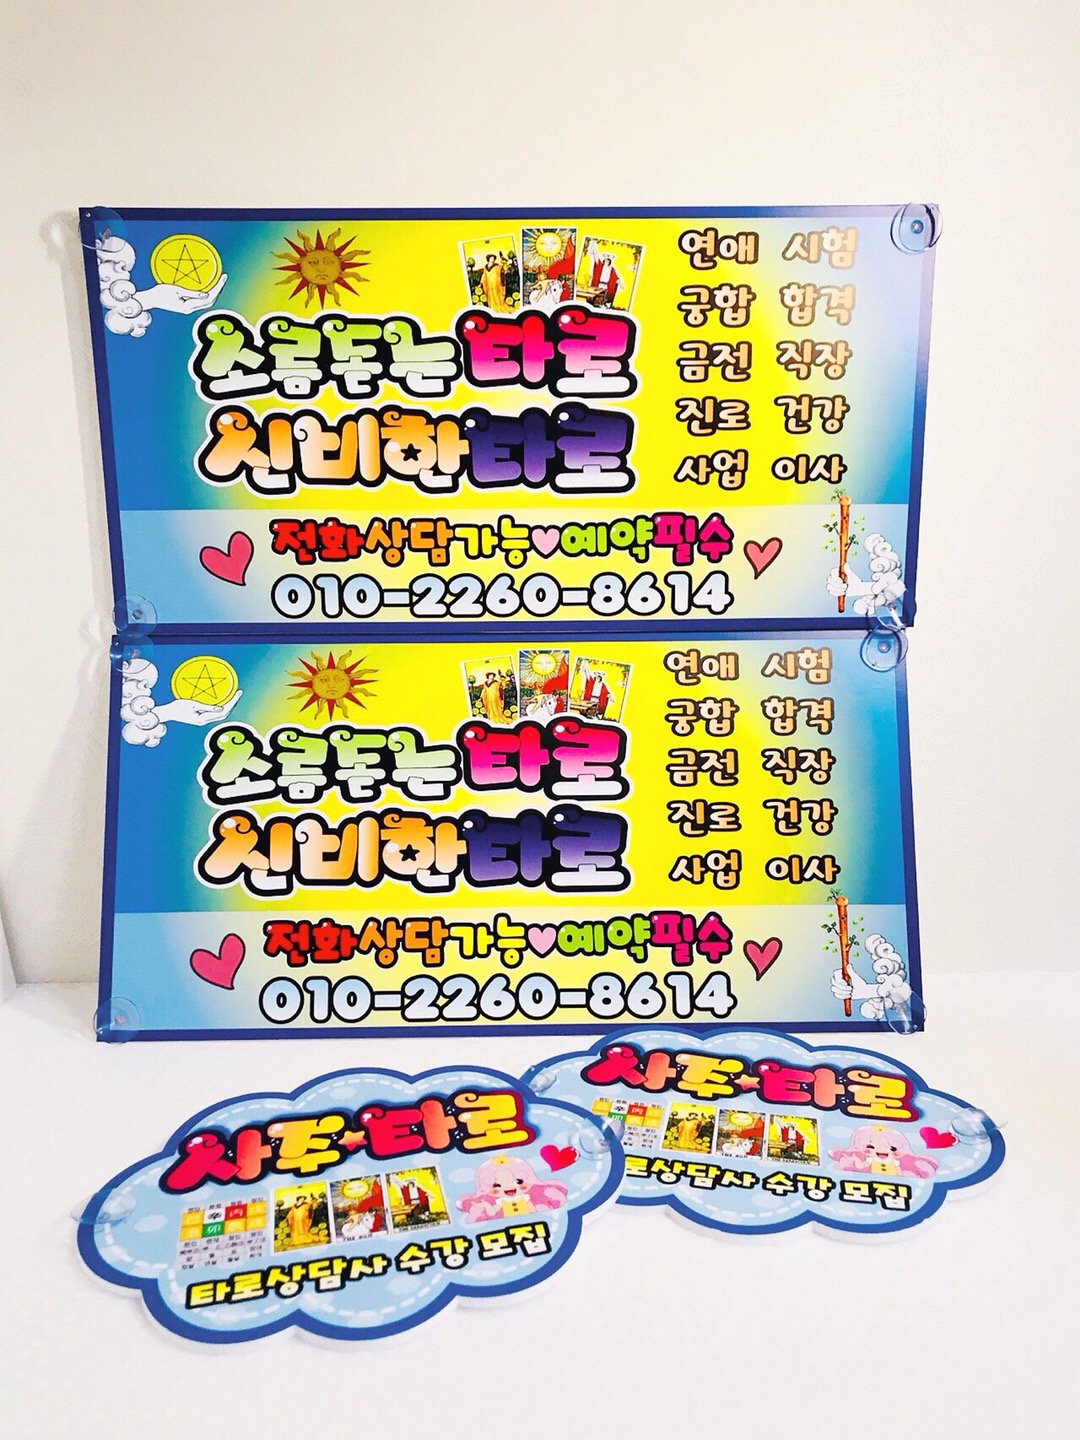 소름돋는 타로
신비한타로
연애 시험
궁합 합격
금전 직장
진로 건강
사업 이사
전화상담가능♥예약필수
010-2260-8614
소름돋는 타로
신비한타로
연애 시험
궁합 합격
금전 직장
진로 건강
사업 이사
전화상담가능♥예약필수
010-2260-8614
사주★타로
타로상담사 수강 모집
사주★타로
로상담사 수강 모집